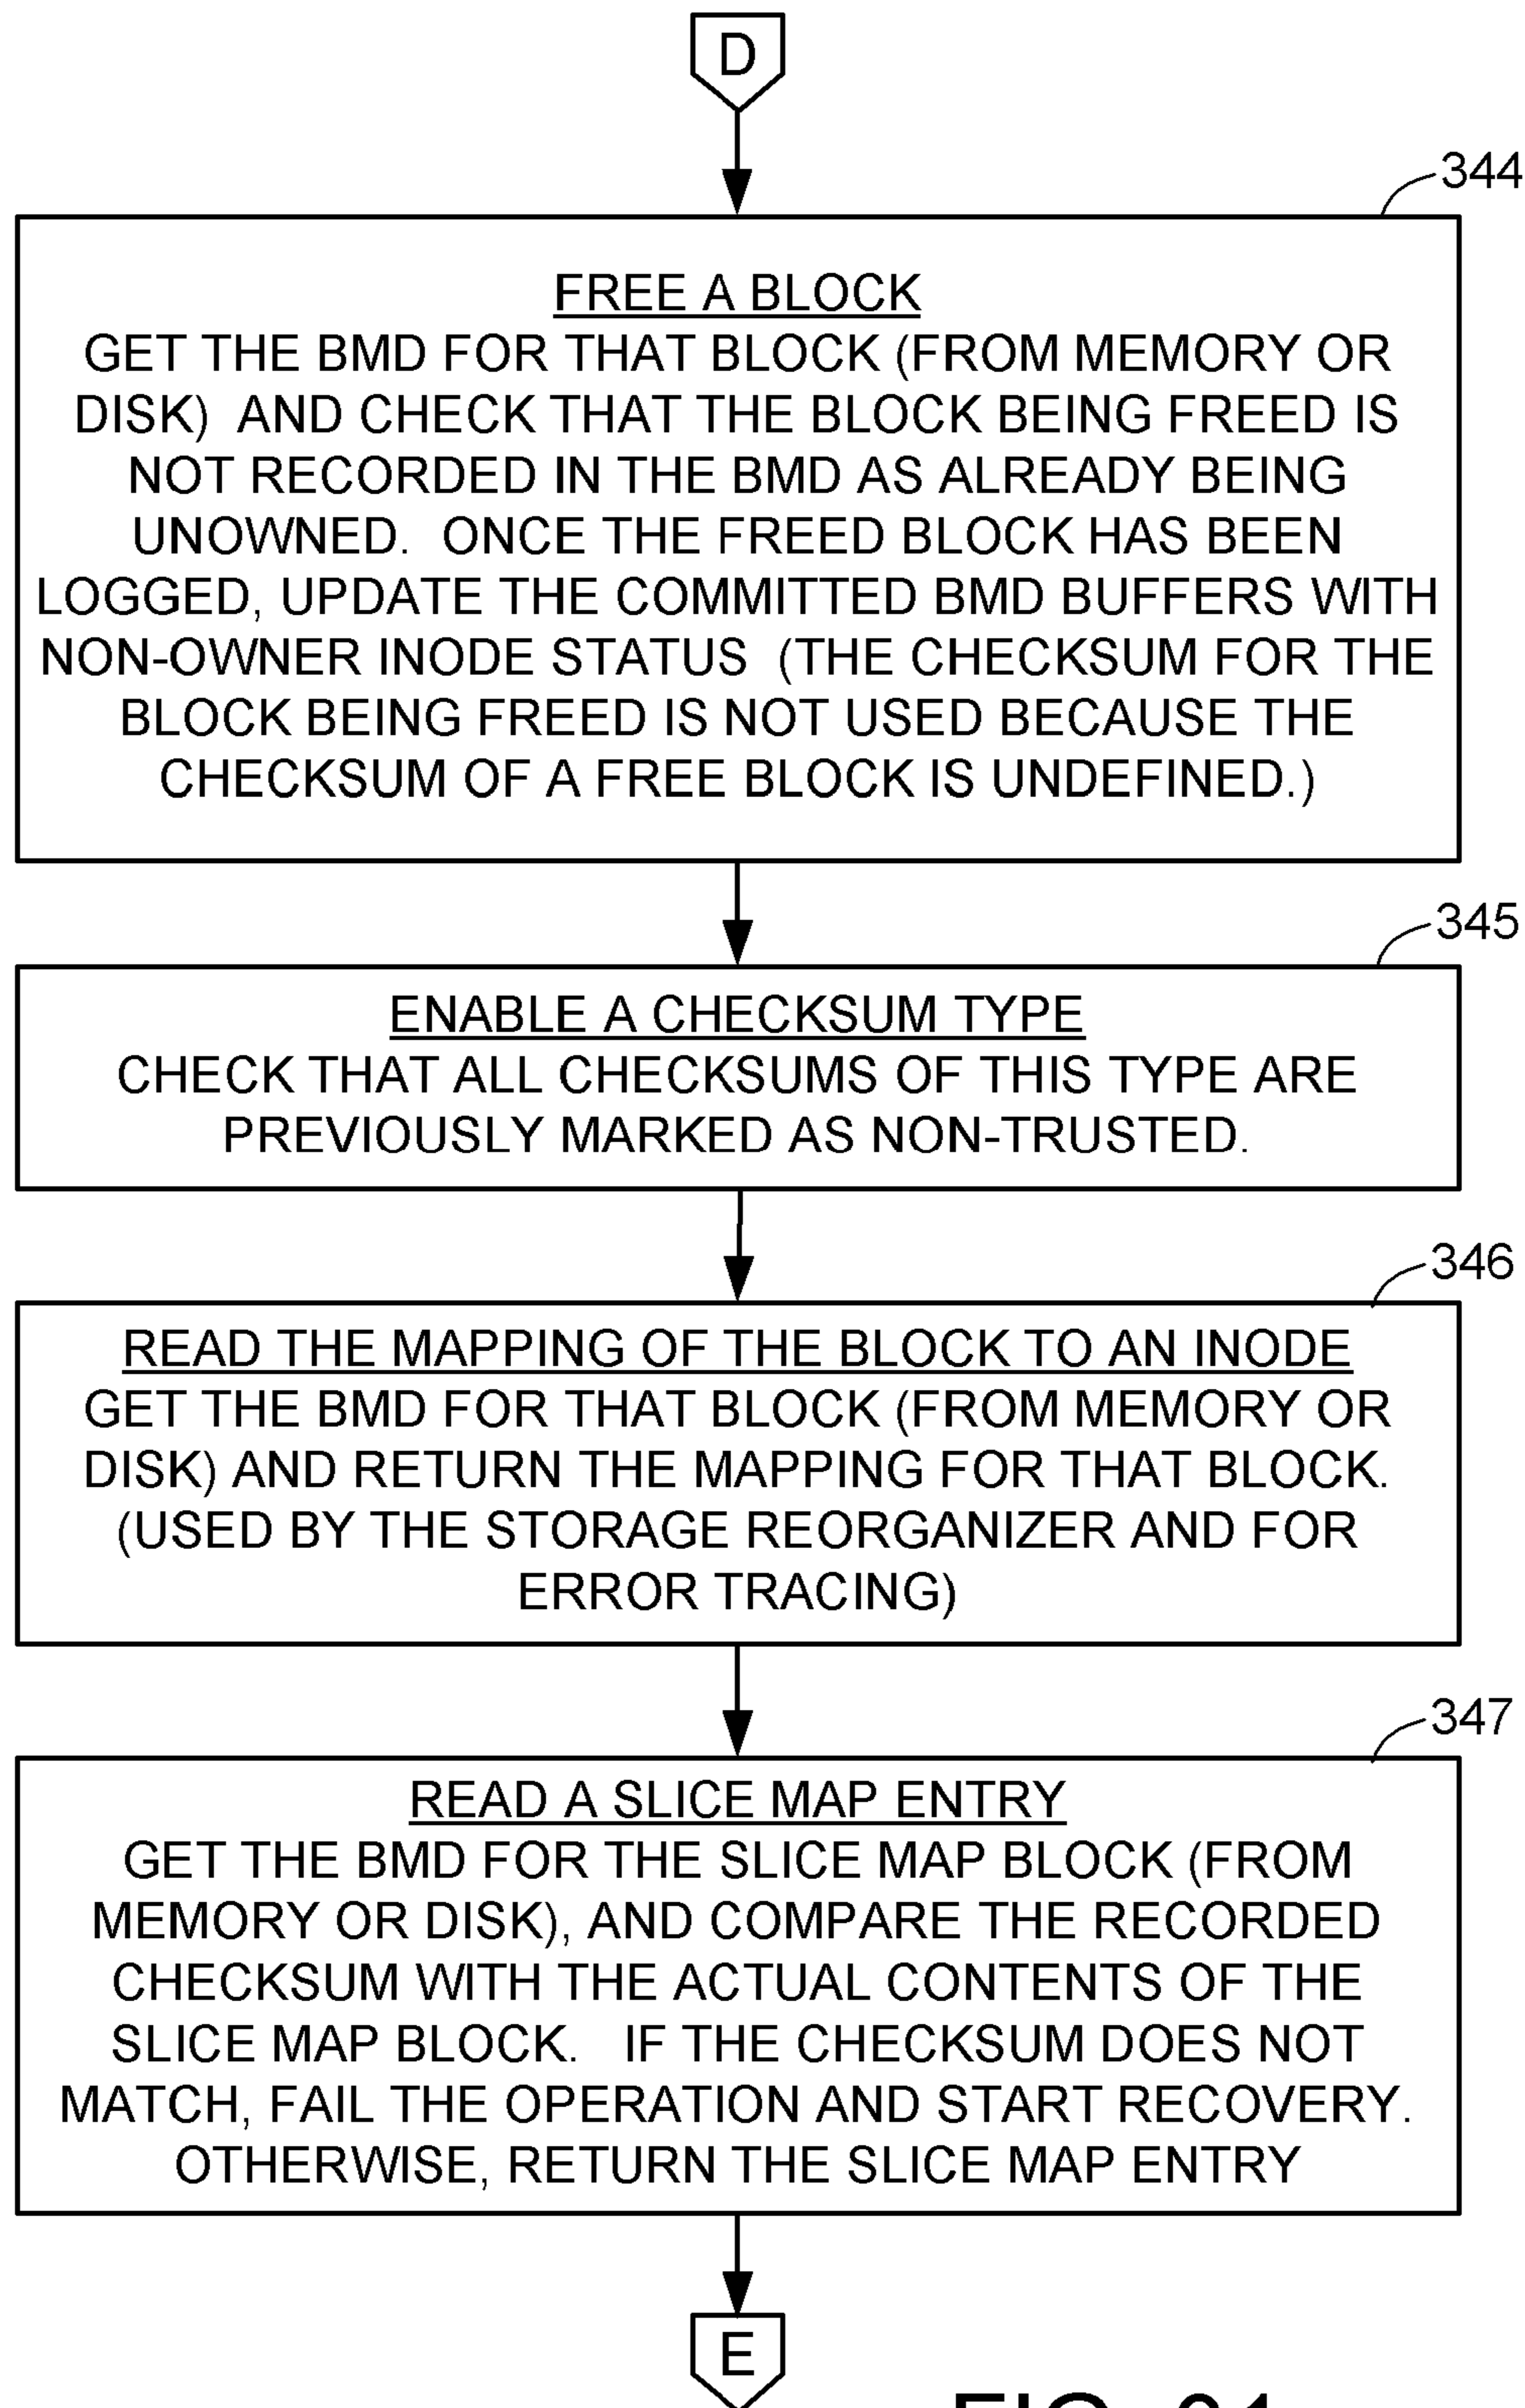 D
344
FREE A BLOCK
GET THE BMD FOR THAT BLOCK (FROM MEMORY OR
DISK) AND CHECK THAT THE BLOCK BEING FREED IS
NOT RECORDED IN THE BMD AS ALREADY BEING
UNOWNED. ONCE THE FREED BLOCK HAS BEEN
LOGGED, UPDATE THE COMMITTED BMD BUFFERS WITH
NON-OWNER INODE STATUS (THE CHECKSUM FOR THE
BLOCK BEING FREED IS NOT USED BECAUSE THE
CHECKSUM OF A FREE BLOCK IS UNDEFINED.)
345
ENABLE A CHECKSUM TYPE
CHECK THAT ALL CHECKSUMS OF THIS TYPE ARE
PREVIOUSLY MARKED AS NON-TRUSTED.
346
READ THE MAPPING OF THE BLOCK TO AN INODE
GET THE BMD FOR THAT BLOCK (FROM MEMORY OR
DISK) AND RETURN THE MAPPING FOR THAT BLOCK.
(USED BY THE STORAGE REORGANIZER AND FOR
ERROR TRACING)
347
READ A SLICE MAP ENTRY
GET THE BMD FOR THE SLICE MAP BLOCK (FROM
MEMORY OR DISK), AND COMPARE THE RECORDED
CHECKSUM WITH THE ACTUAL CONTENTS OF THE
SLICE MAP BLOCK. IF THE CHECKSUM DOES NOT
MATCH, FAIL THE OPERATION AND START RECOVERY.
OTHERWISE, RETURN THE SLICE MAP ENTRY
E